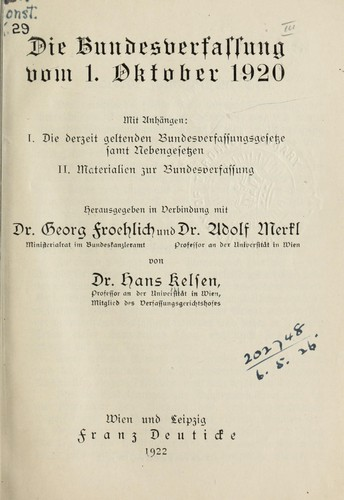 onst.
29
III
Die Bundesverfassung
vom 1. Oktober 1920
Mit Anhängen:
I. Die derzeit geltenden Bundesverfassungsgesetze
samt Nebengesetzen
II. Materialien zur Bundesverfassung
Herausgegeben in Verbindung mit
Dr. Georg Froehlich und Dr. Adolf Merkl
Ministerialrat im Bundeskanzleramt Professor an der Universität in Wien
von
Dr. Hans Kelsen,
Professor an der Universität in Wien,
Mitglied des Verfassungsgerichtshofes
202748
6. 5. 26.
Wien und Leipzig
Franz Deuticke
1922